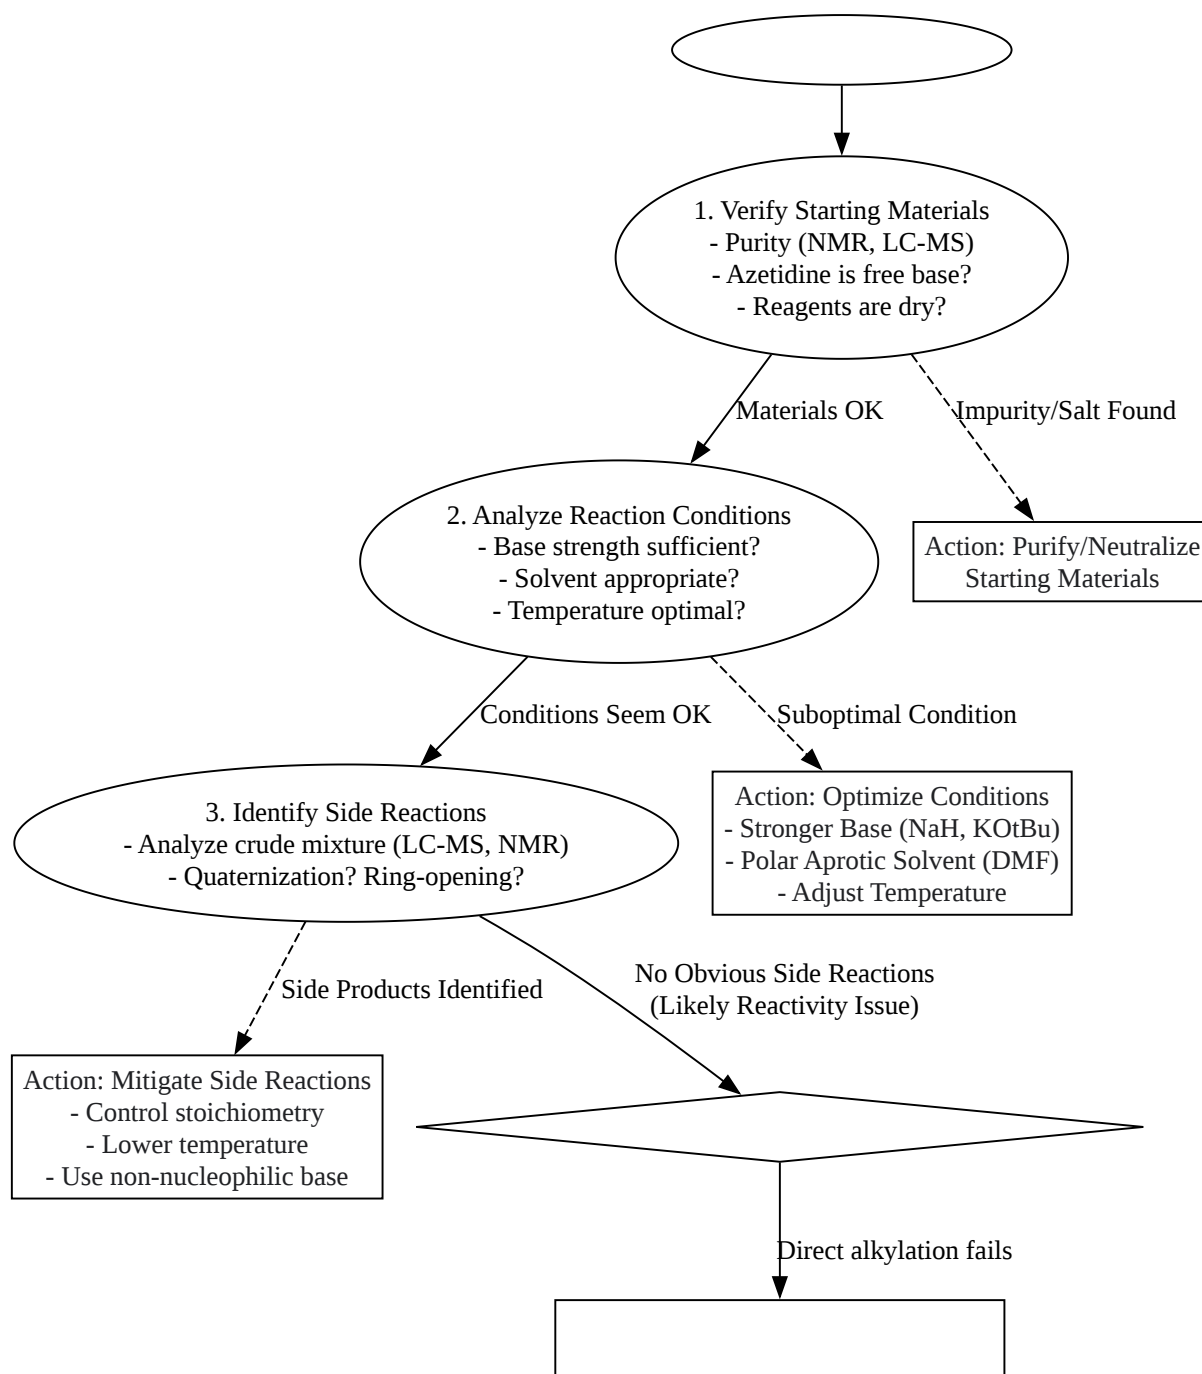 1. Verify Starting Materials
- Purity (NMR, LC-MS)
- Azetidine is free base?
- Reagents are dry?
Materials OK
Impurity/Salt Found
2. Analyze Reaction Conditions
- Base strength sufficient?
- Solvent appropriate?
- Temperature optimal?
Action: Purify/Neutralize
Starting Materials
Conditions Seem OK
Suboptimal Condition
3. Identify Side Reactions
- Analyze crude mixture (LC-MS, NMR)
- Quaternization? Ring-opening?
Action: Optimize Conditions
- Stronger Base (NaH, KOtBu)
- Polar Aprotic Solvent (DMF)
- Adjust Temperature
Side Products Identified
No Obvious Side Reactions
(Likely Reactivity Issue)
Action: Mitigate Side Reactions
- Control stoichiometry
- Lower temperature
- Use non-nucleophilic base
Direct alkylation fails